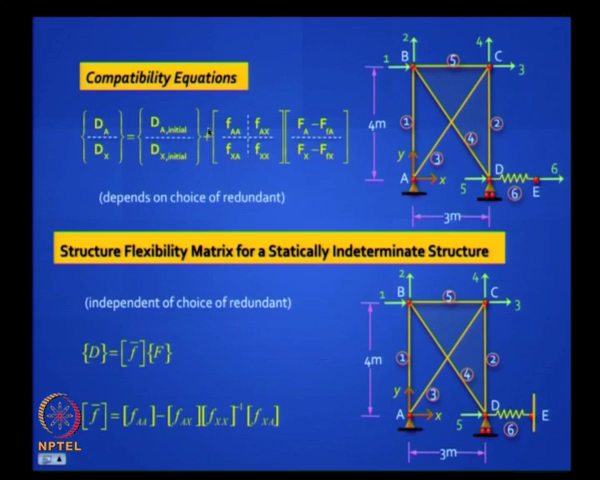 Compatibility Equations
{D_A / D_X} = {D_A,initial / D_X,initial} + [f_AA f_AX / f_XA f_XX] [F_A – F_fA / F_X – F_fX]
(depends on choice of redundant)
2 4
B 5 C
1 3
4m 1 2
4
y 3 D 6
A x 5 6 E
3m
Structure Flexibility Matrix for a Statically Indeterminate Structure
(independent of choice of redundant)
{D}=[f̄]{F}
[f̄]=[f_AA]–[f_AX][f_XX]⁻¹[f_XA]
2 4
B 5 C
1 3
4m 1 2
4
y 3 D
A x 5 6 E
3m
NPTEL